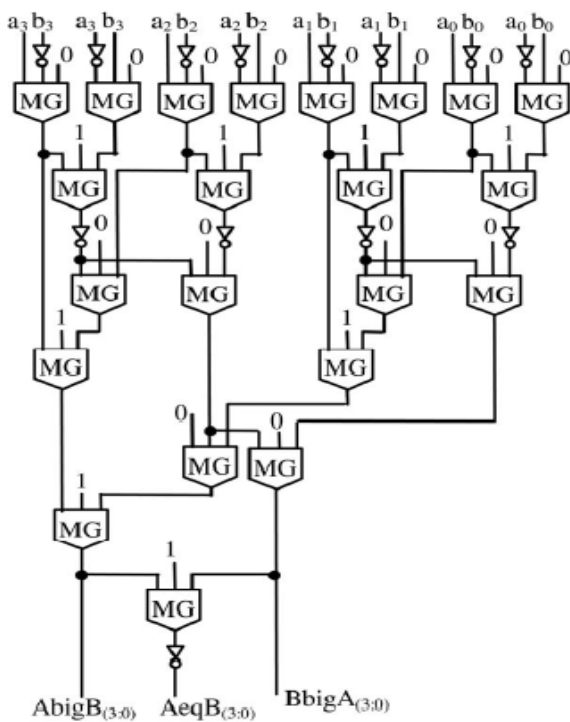 a₃ b₃ a₃ b₃ a₂ b₂ a₂ b₂ a₁ b₁ a₁ b₁ a₀ b₀ a₀ b₀
0 0 0 0 0 0 0 0
MG MG MG MG MG MG MG MG
1 1 1 1
MG MG MG MG
0 0 0 0
MG MG MG MG
1 1
MG MG
0 0
MG MG
1
MG
1
MG
AbigB₍₃:₀₎ AeqB₍₃:₀₎ BbigA₍₃:₀₎